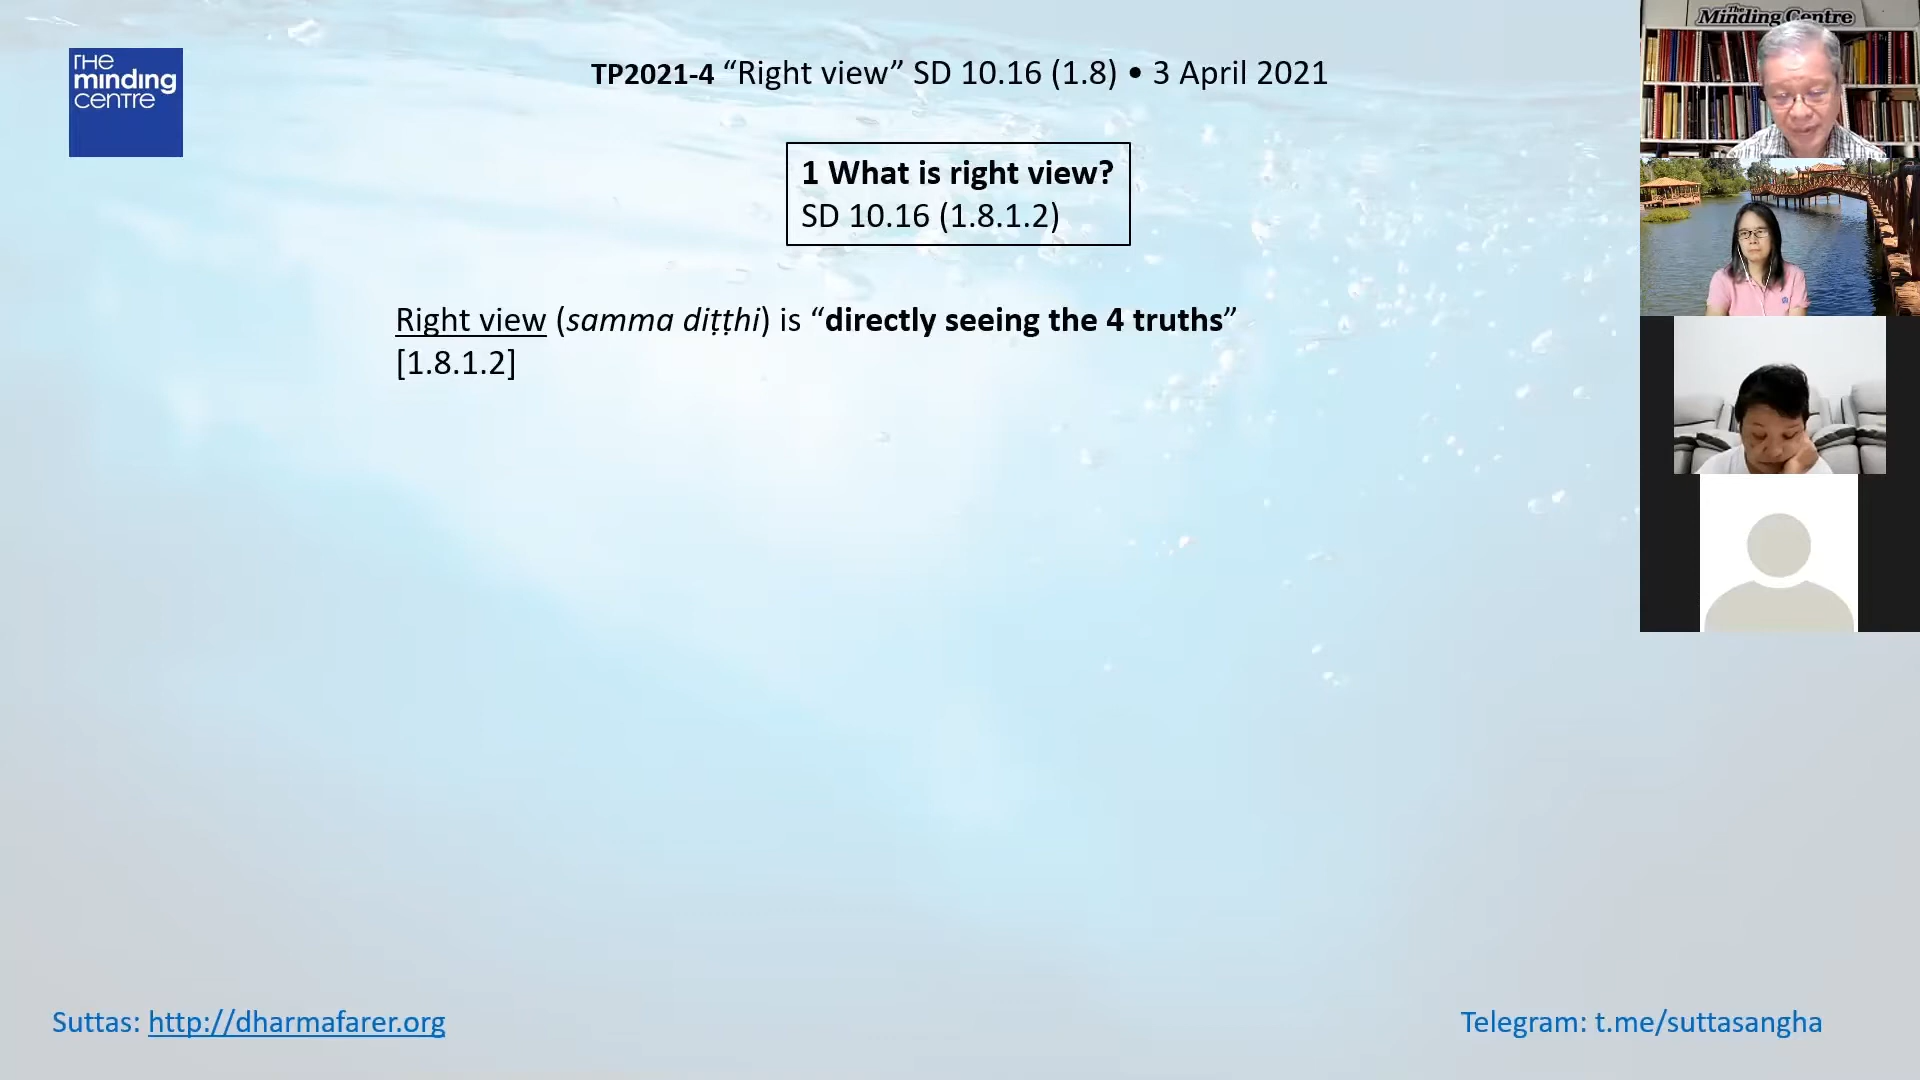 THE
minding
centre
TP2021-4 “Right view” SD 10.16 (1.8) • 3 April 2021
The
Minding Centre
1 What is right view?
SD 10.16 (1.8.1.2)
Right view (samma diṭṭhi) is “directly seeing the 4 truths”
[1.8.1.2]
Suttas: http://dharmafarer.org
Telegram: t.me/suttasangha